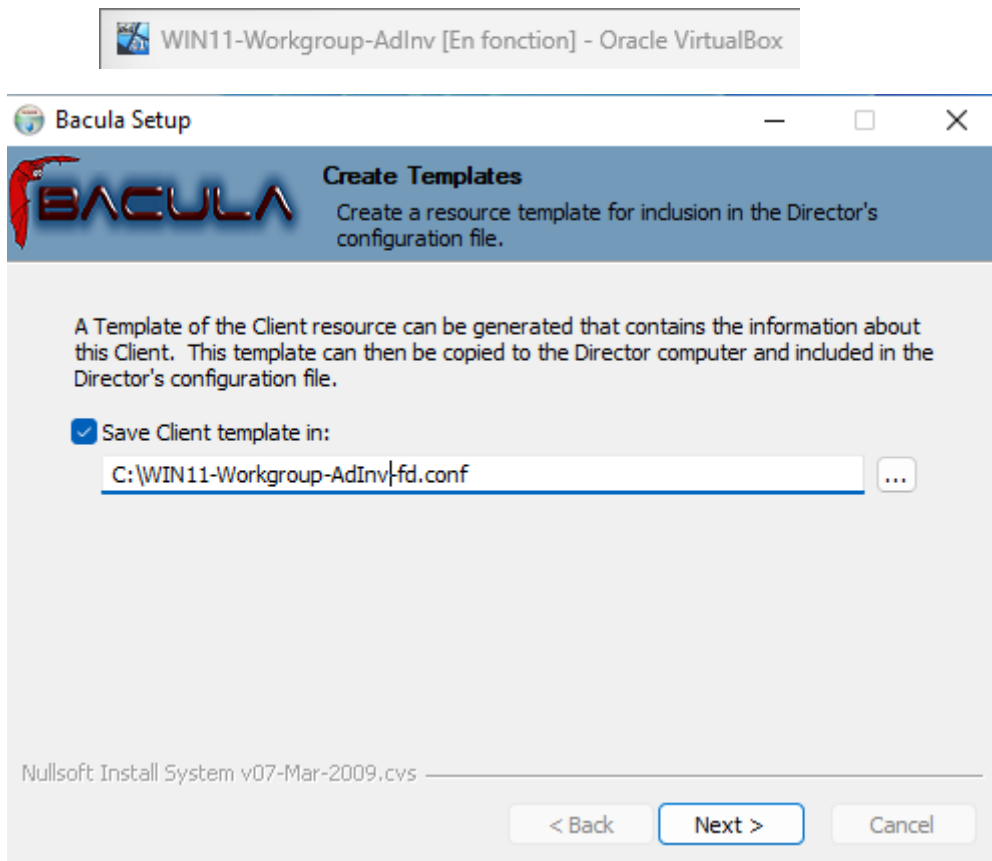 WIN11-Workgroup-AdInv [En fonction] - Oracle VirtualBox
Bacula Setup
BACULA
Create Templates
Create a resource template for inclusion in the Director's
configuration file.
A Template of the Client resource can be generated that contains the information about
this Client. This template can then be copied to the Director computer and included in the
Director's configuration file.
Save Client template in:
C:\WIN11-Workgroup-AdInv-fd.conf
...
Nullsoft Install System v07-Mar-2009.cvs
< Back
Next >
Cancel